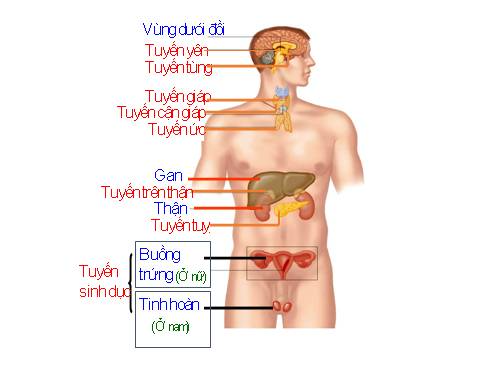 Vùng dưới đồi
Tuyến yên
Tuyến tùng
Tuyến giáp
Tuyến cận giáp
Tuyến ức
Gan
Tuyến trên thận
Thận
Tuyến tuỵ
Tuyến
sinh dục
Buồng
trứng (Ở nữ)
Tinh hoàn
(Ở nam)